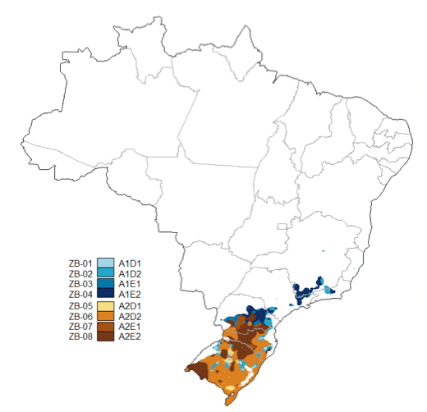 ZB-01 A1D1
ZB-02 A1D2
ZB-03 A1E1
ZB-04 A1E2
ZB-05 A2D1
ZB-06 A2D2
ZB-07 A2E1
ZB-08 A2E2